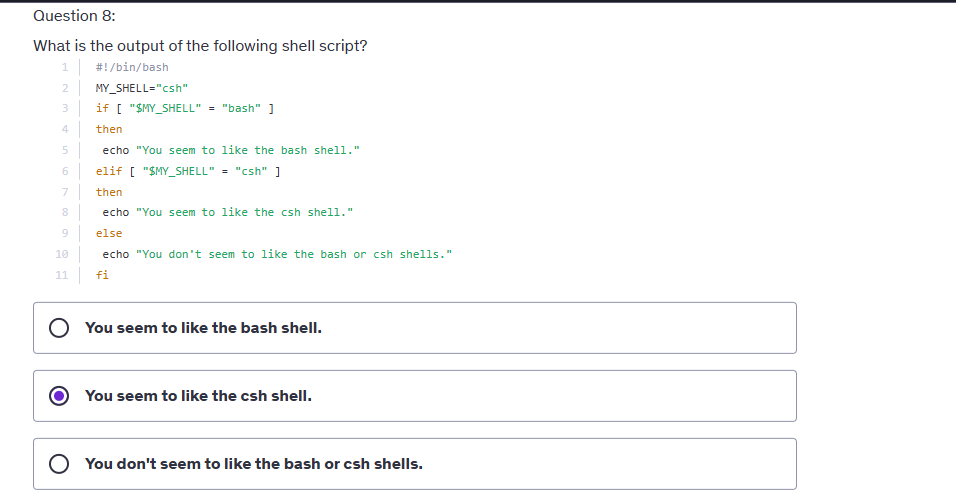 Question 8:
What is the output of the following shell script?
1 #!/bin/bash
2 MY_SHELL="csh"
3 if [ "$MY_SHELL" = "bash" ]
4 then
5 echo "You seem to like the bash shell."
6 elif [ "$MY_SHELL" = "csh" ]
7 then
8 echo "You seem to like the csh shell."
9 else
10 echo "You don't seem to like the bash or csh shells."
11 fi
You seem to like the bash shell.
You seem to like the csh shell.
You don't seem to like the bash or csh shells.